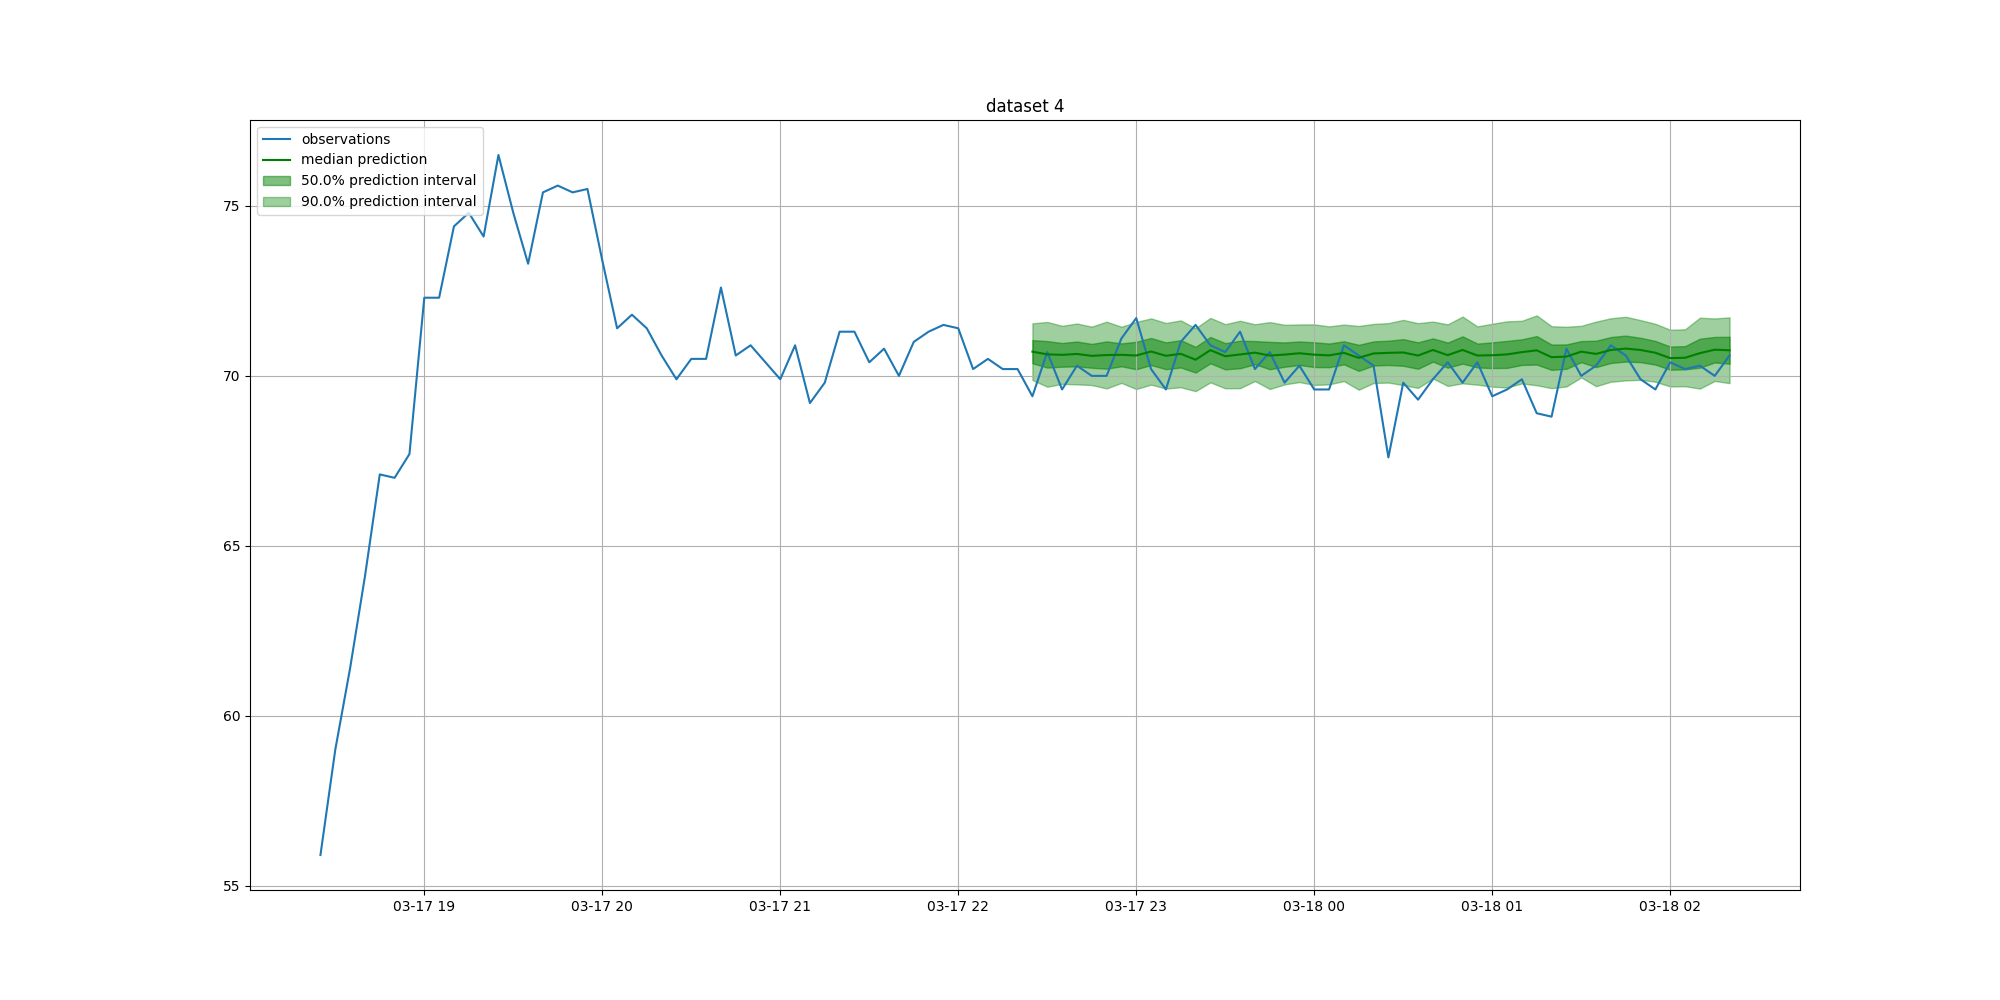 dataset 4
observations
median prediction
50.0% prediction interval
90.0% prediction interval
75
70
65
60
55
03-17 19
03-17 20
03-17 21
03-17 22
03-17 23
03-18 00
03-18 01
03-18 02